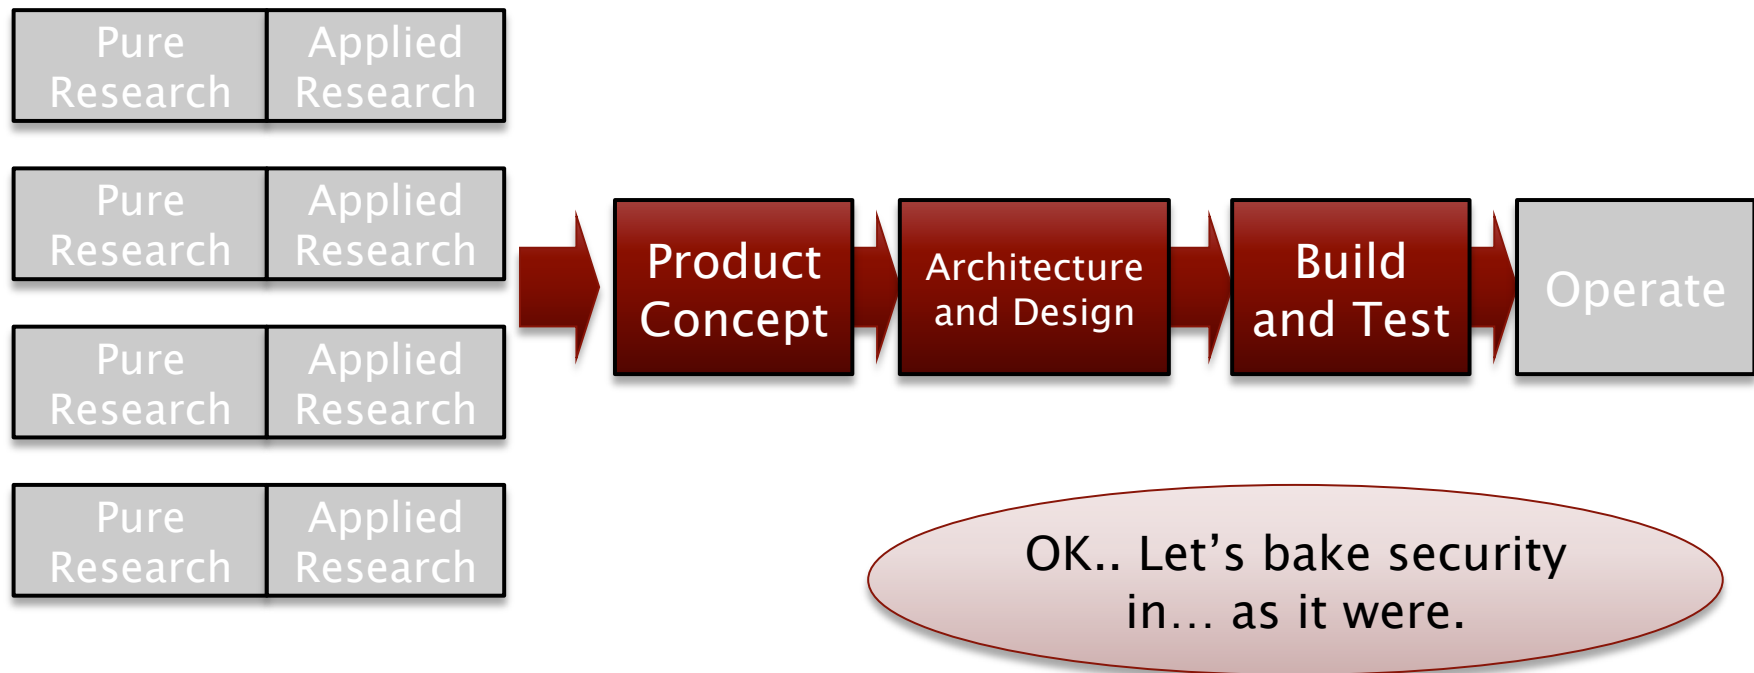 Pure
Research
Applied
Research
Pure
Research
Applied
Research
Pure
Research
Applied
Research
Pure
Research
Applied
Research
Product
Concept
Architecture
and Design
Build
and Test
Operate
OK.. Let’s bake security
in… as it were.